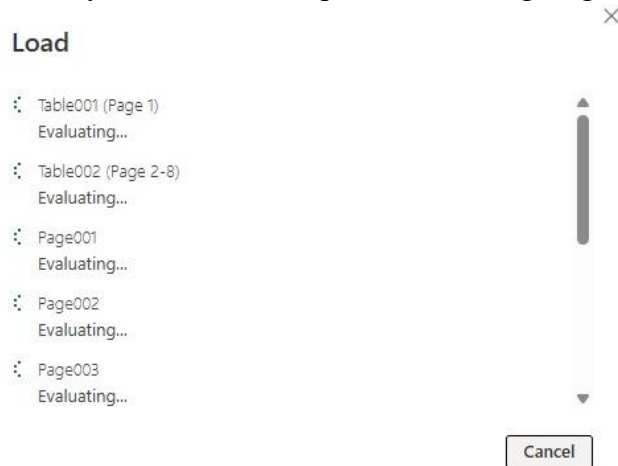 Load
Table001 (Page 1)
Evaluating...
Table002 (Page 2-8)
Evaluating...
Page001
Evaluating...
Page002
Evaluating...
Page003
Evaluating...
Cancel